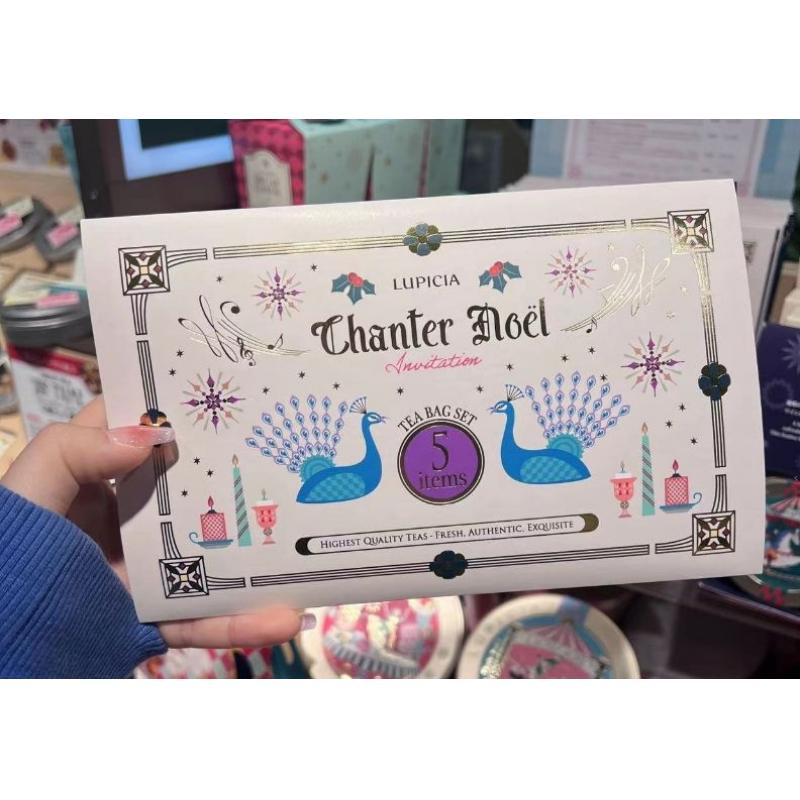 LUPICIA
Chanter Noël
Invitation
TEA BAG SET
5
items
HIGHEST QUALITY TEAS - FRESH, AUTHENTIC, EXQUISITE